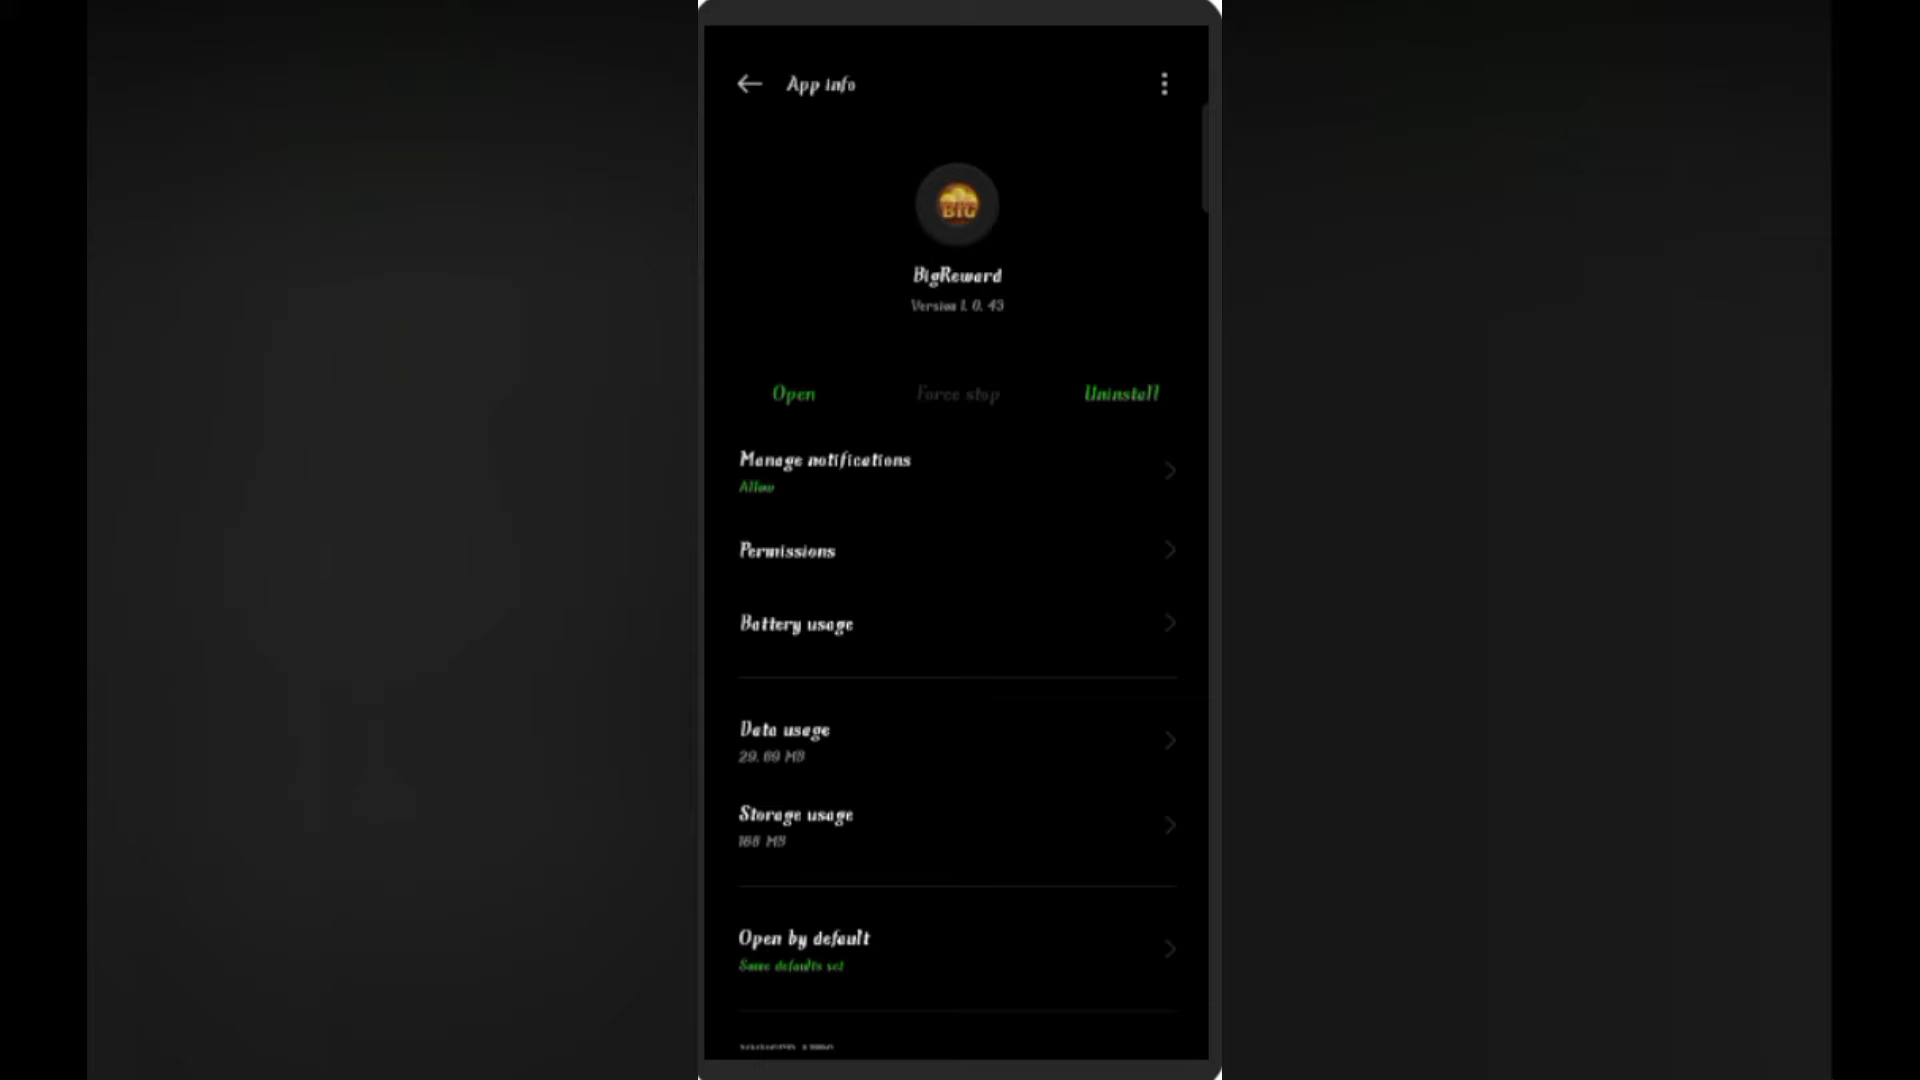 App info
BIG
BigReward
Version 1.0.43
Open
Force stop
Uninstall
Manage notifications
Allow
Permissions
Battery usage
Data usage
29.69 MB
Storage usage
166 MB
Open by default
Some defaults set